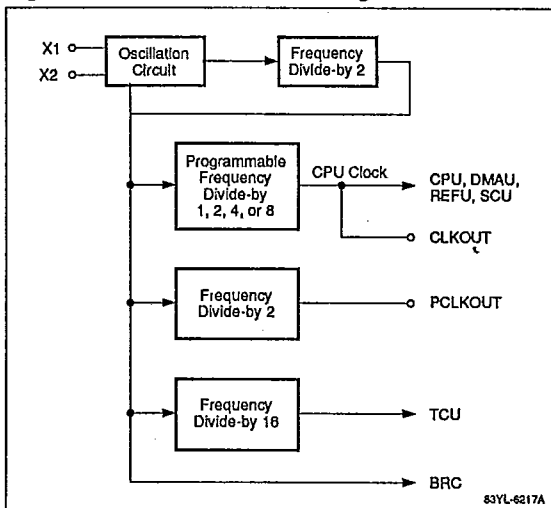 X1
X2
Oscillation
Circuit
Frequency
Divide-by 2
Programmable
Frequency
Divide-by
1, 2, 4, or 8
CPU Clock
CPU, DMAU,
REFU, SCU
CLKOUT
Frequency
Divide-by 2
PCLKOUT
Frequency
Divide-by 16
TCU
BRC
83YL-6217A